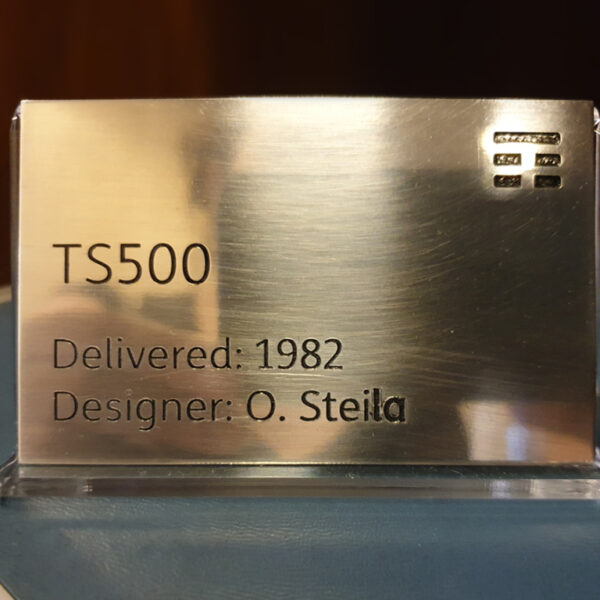 TS500
Delivered: 1982
Designer: O. Steila